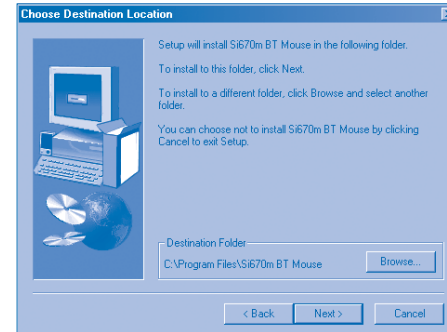 Choose Destination Location
Setup will install Si670m BT Mouse in the following folder.
To install to this folder, click Next.
To install to a different folder, click Browse and select another
folder.
You can choose not to install Si670m BT Mouse by clicking
Cancel to exit Setup.
Destination Folder
C:\Program Files\Si670m BT Mouse
Browse...
< Back
Next >
Cancel